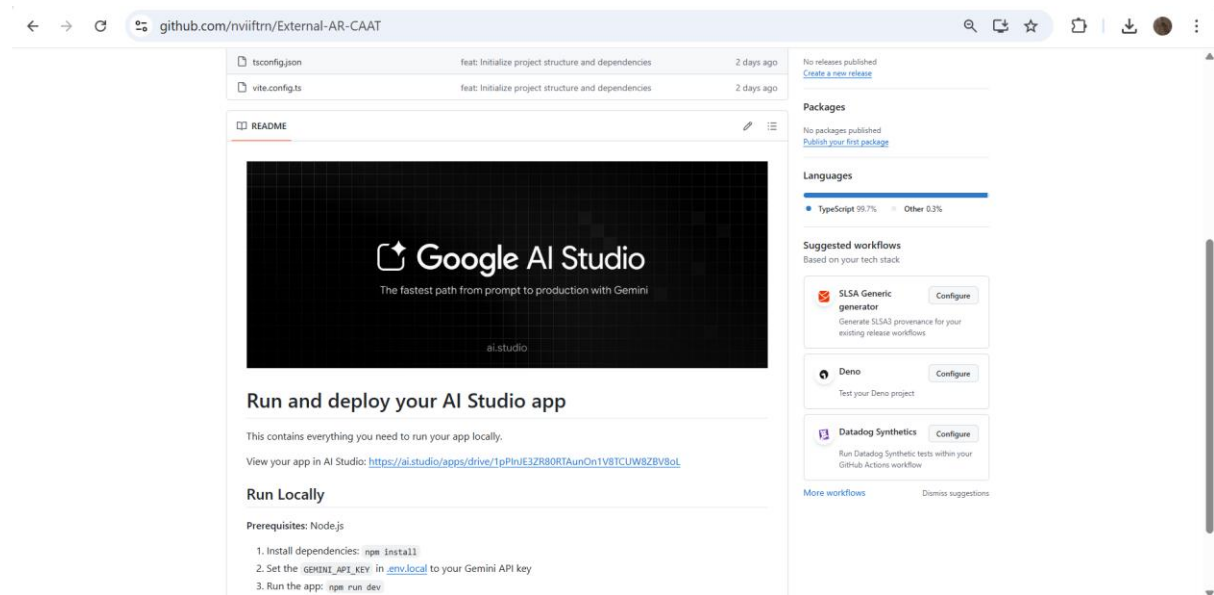 github.com/nviiftrn/External-AR-CAAT
tsconfig.json feat: Initialize project structure and dependencies 2 days ago
vite.config.ts feat: Initialize project structure and dependencies 2 days ago
README
Google AI Studio
The fastest path from prompt to production with Gemini
ai.studio
Run and deploy your AI Studio app
This contains everything you need to run your app locally.
View your app in AI Studio: https://ai.studio/apps/drive/1pPInJE3ZR80RTAunOn1V8TCUW8ZBV8oL
Run Locally
Prerequisites: Node.js
1. Install dependencies: npm install
2. Set the GEMINI_API_KEY in .env.local to your Gemini API key
3. Run the app: npm run dev
No releases published
Create a new release
Packages
No packages published
Publish your first package
Languages
TypeScript 99.7% Other 0.3%
Suggested workflows
Based on your tech stack
SLSA Generic
generator
Configure
Generate SLSA3 provenance for your
existing release workflows
Deno
Configure
Test your Deno project
Datadog Synthetics
Configure
Run Datadog Synthetic tests within your
GitHub Actions workflow
More workflows Dismiss suggestions